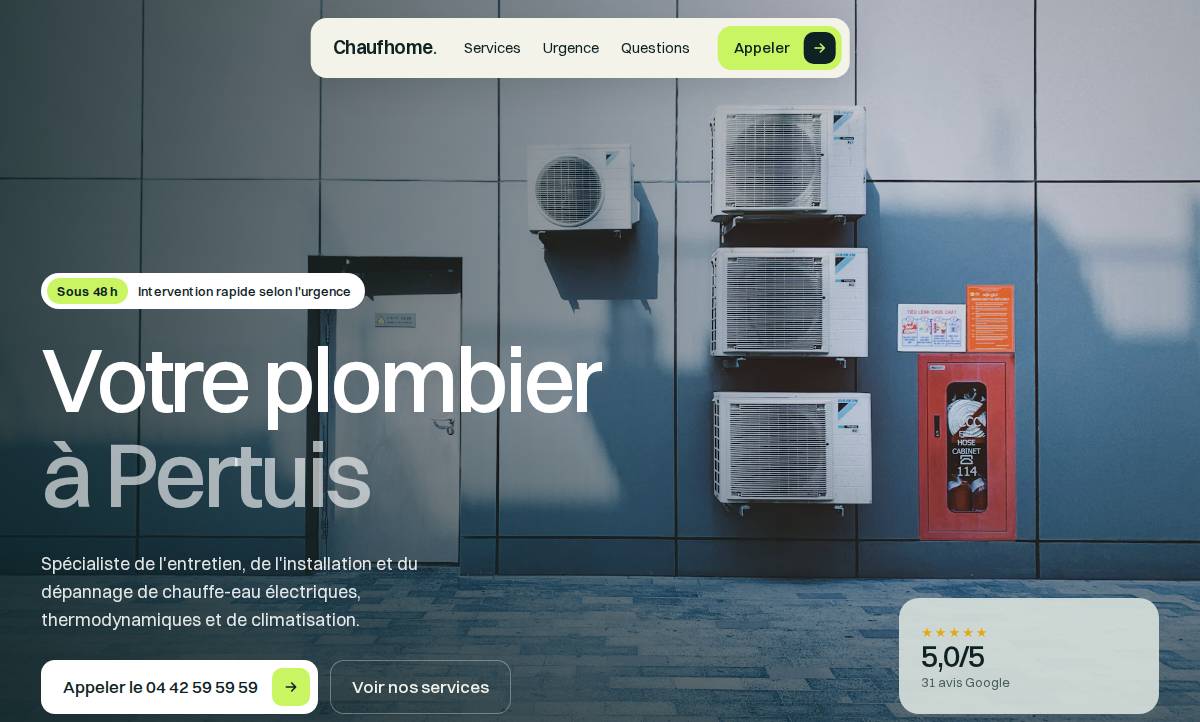 Chaufhome.
Services
Urgence
Questions
Appeler
Sous 48 h
Intervention rapide selon l'urgence
Votre plombier
à Pertuis
Spécialiste de l'entretien, de l'installation et du
dépannage de chauffe-eau électriques,
thermodynamiques et de climatisation.
Appeler le 04 42 59 59 59
Voir nos services
HOSE
CABINET
114
★★★★★
5,0/5
31 avis Google